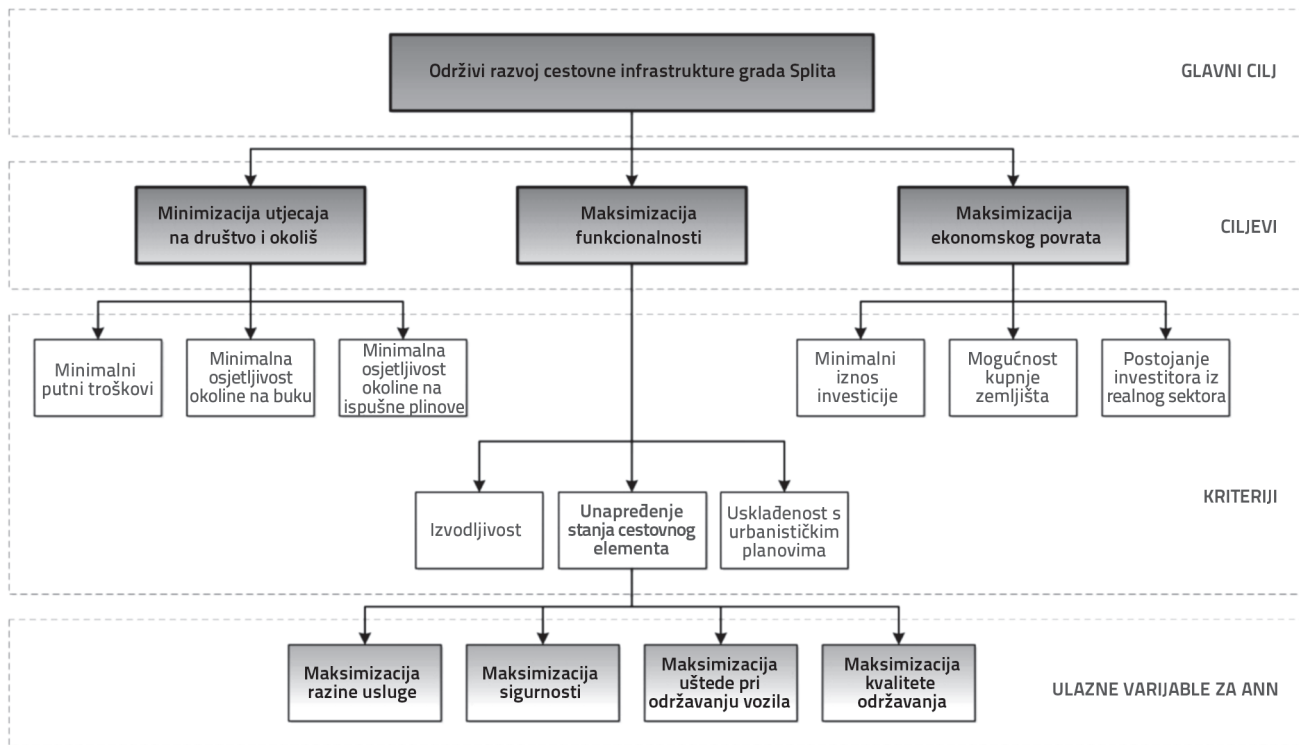 Održivi razvoj cestovne infrastrukture grada Splita
GLAVNI CILJ
Minimizacija utjecaja
na društvo i okoliš
Maksimizacija
funkcionalnosti
Maksimizacija
ekonomskog povrata
CILJEVI
Minimalni
putni troškovi
Minimalna
osjetljivost
okoline na buku
Minimalna
osjetljivost
okoline na
ispušne plinove
Minimalni
iznos
investicije
Mogućnost
kupnje
zemljišta
Postojanje
investitora iz
realnog sektora
Izvodljivost
Unapređenje
stanja cestovnog
elementa
Usklađenost s
urbanističkim
planovima
KRITERIJI
Maksimizacija
razine usluge
Maksimizacija
sigurnosti
Maksimizacija
uštede pri
održavanju vozila
Maksimizacija
kvalitete
održavanja
ULAZNE VARIJABLE ZA ANN